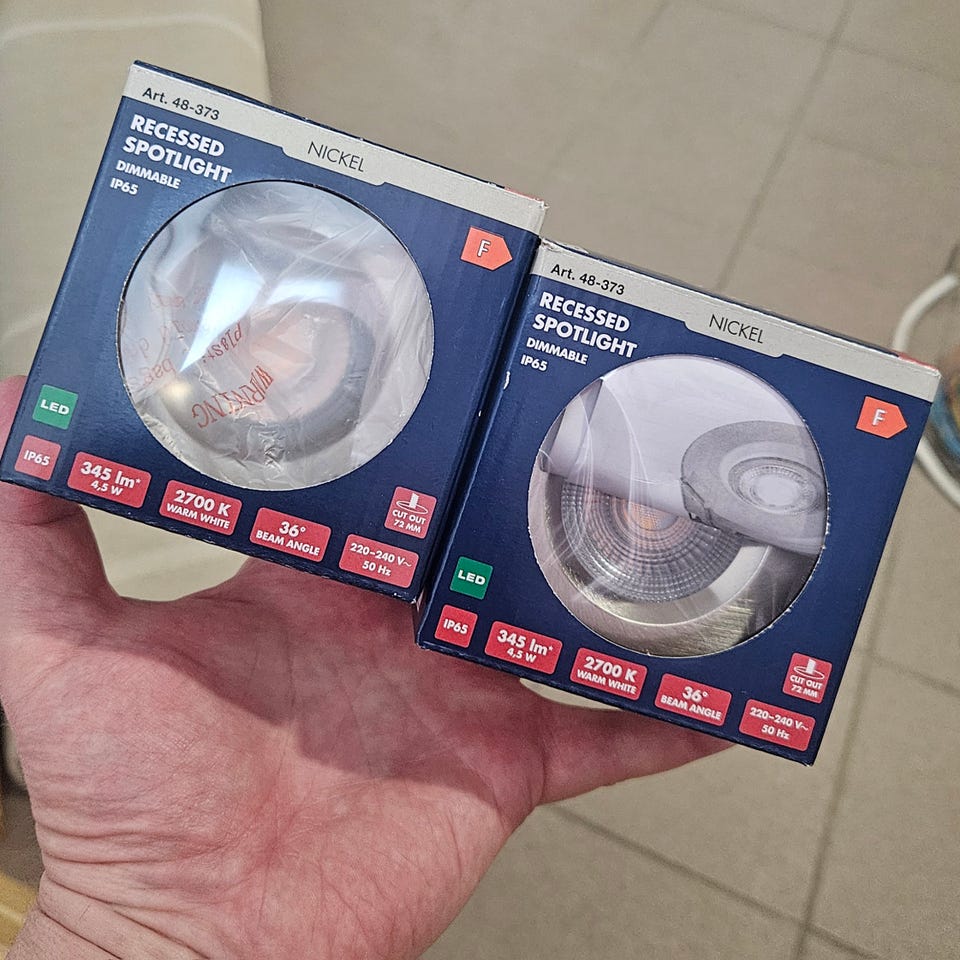 Art. 48-373
NICKEL
RECESSED
SPOTLIGHT
DIMMABLE
IP65
F
WARNING
LED
IP65
345 lm*
4,5 W
2700 K
WARM WHITE
36°
BEAM ANGLE
CUT OUT
72 MM
220-240 V~
50 Hz
Art. 48-373
NICKEL
RECESSED
SPOTLIGHT
DIMMABLE
IP65
F
LED
IP65
345 lm*
4,5 W
2700 K
WARM WHITE
36°
BEAM ANGLE
CUT OUT
72 MM
220-240 V~
50 Hz